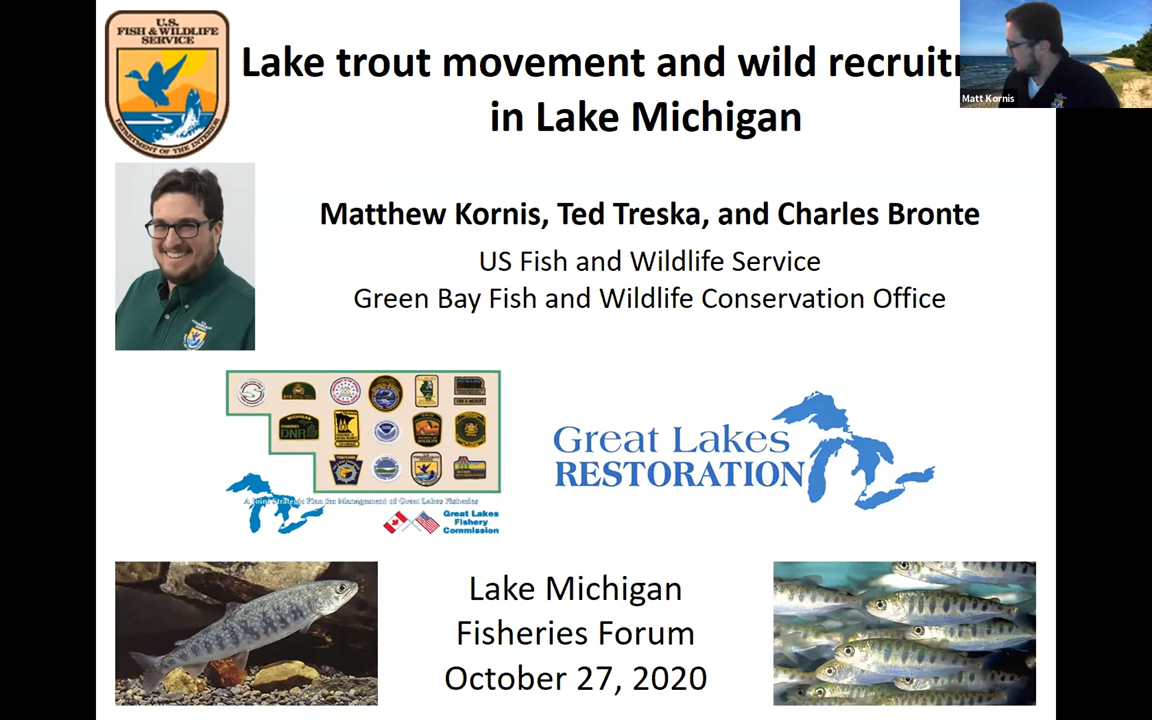 U.S.
FISH & WILDLIFE
SERVICE
DEPARTMENT OF THE INTERIOR
Lake trout movement and wild recruit
in Lake Michigan
Matt Kornis
Matthew Kornis, Ted Treska, and Charles Bronte
US Fish and Wildlife Service
Green Bay Fish and Wildlife Conservation Office
DNR
A Joint Strategic Plan for Management of Great Lakes Fisheries
Great Lakes
Fishery
Commission
Great Lakes
RESTORATION
Lake Michigan
Fisheries Forum
October 27, 2020